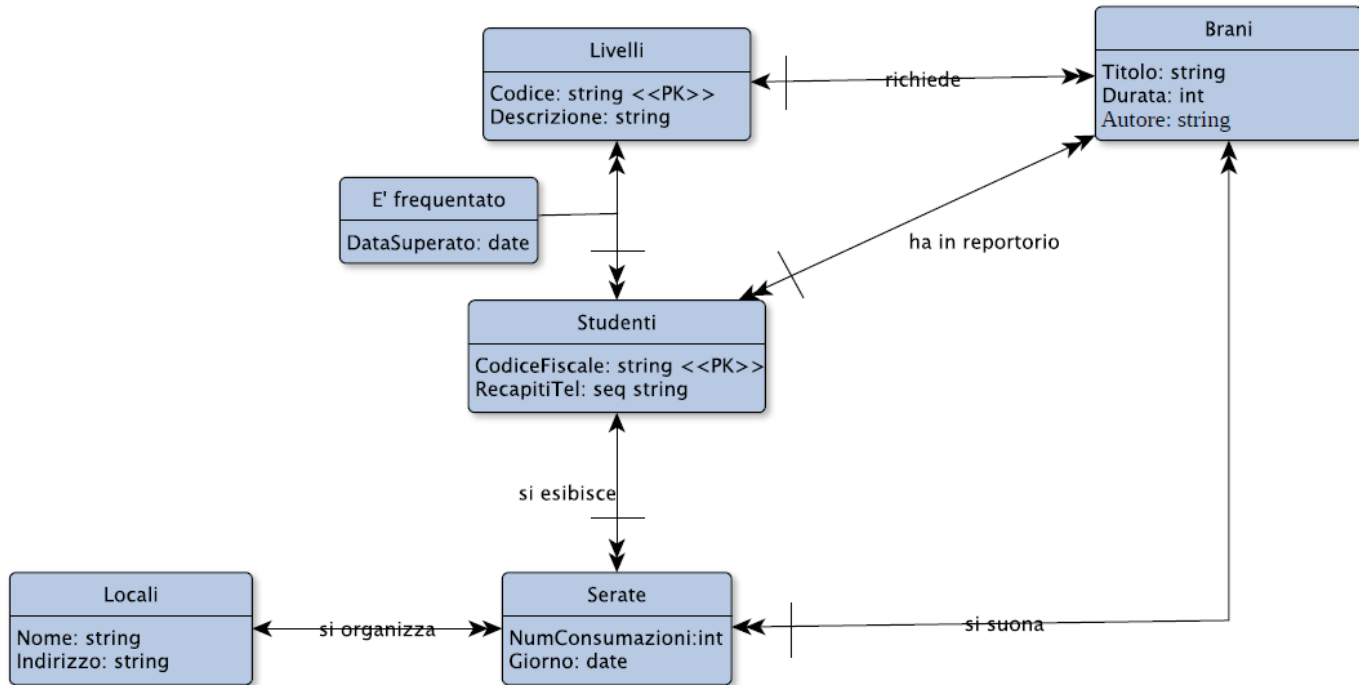 Livelli
Codice: string <<PK>>
Descrizione: string
richiede
Brani
Titolo: string
Durata: int
Autore: string
E' frequentato
DataSuperato: date
ha in reportorio
Studenti
CodiceFiscale: string <<PK>>
RecapitiTel: seq string
si esibisce
Locali
Nome: string
Indirizzo: string
si organizza
Serate
NumConsumazioni:int
Giorno: date
si suona